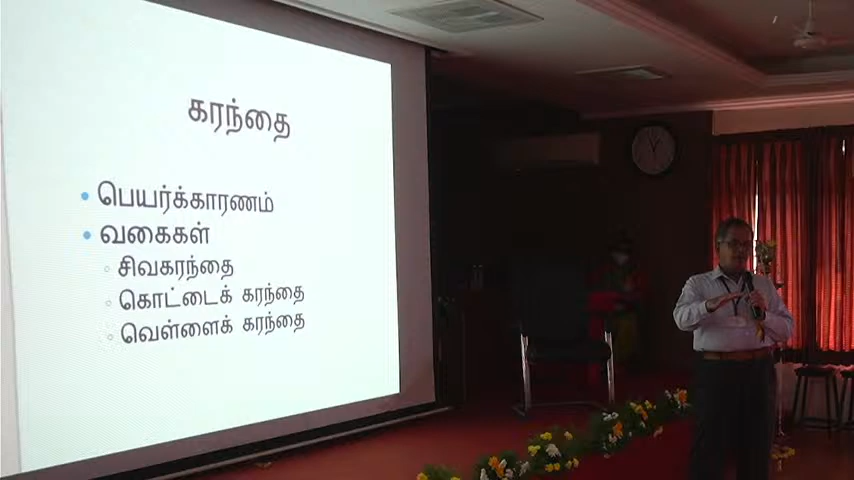 கரந்தை
பெயர்க்காரணம்
வகைகள்
சிவகரந்தை
கொட்டைக் கரந்தை
வெள்ளைக் கரந்தை